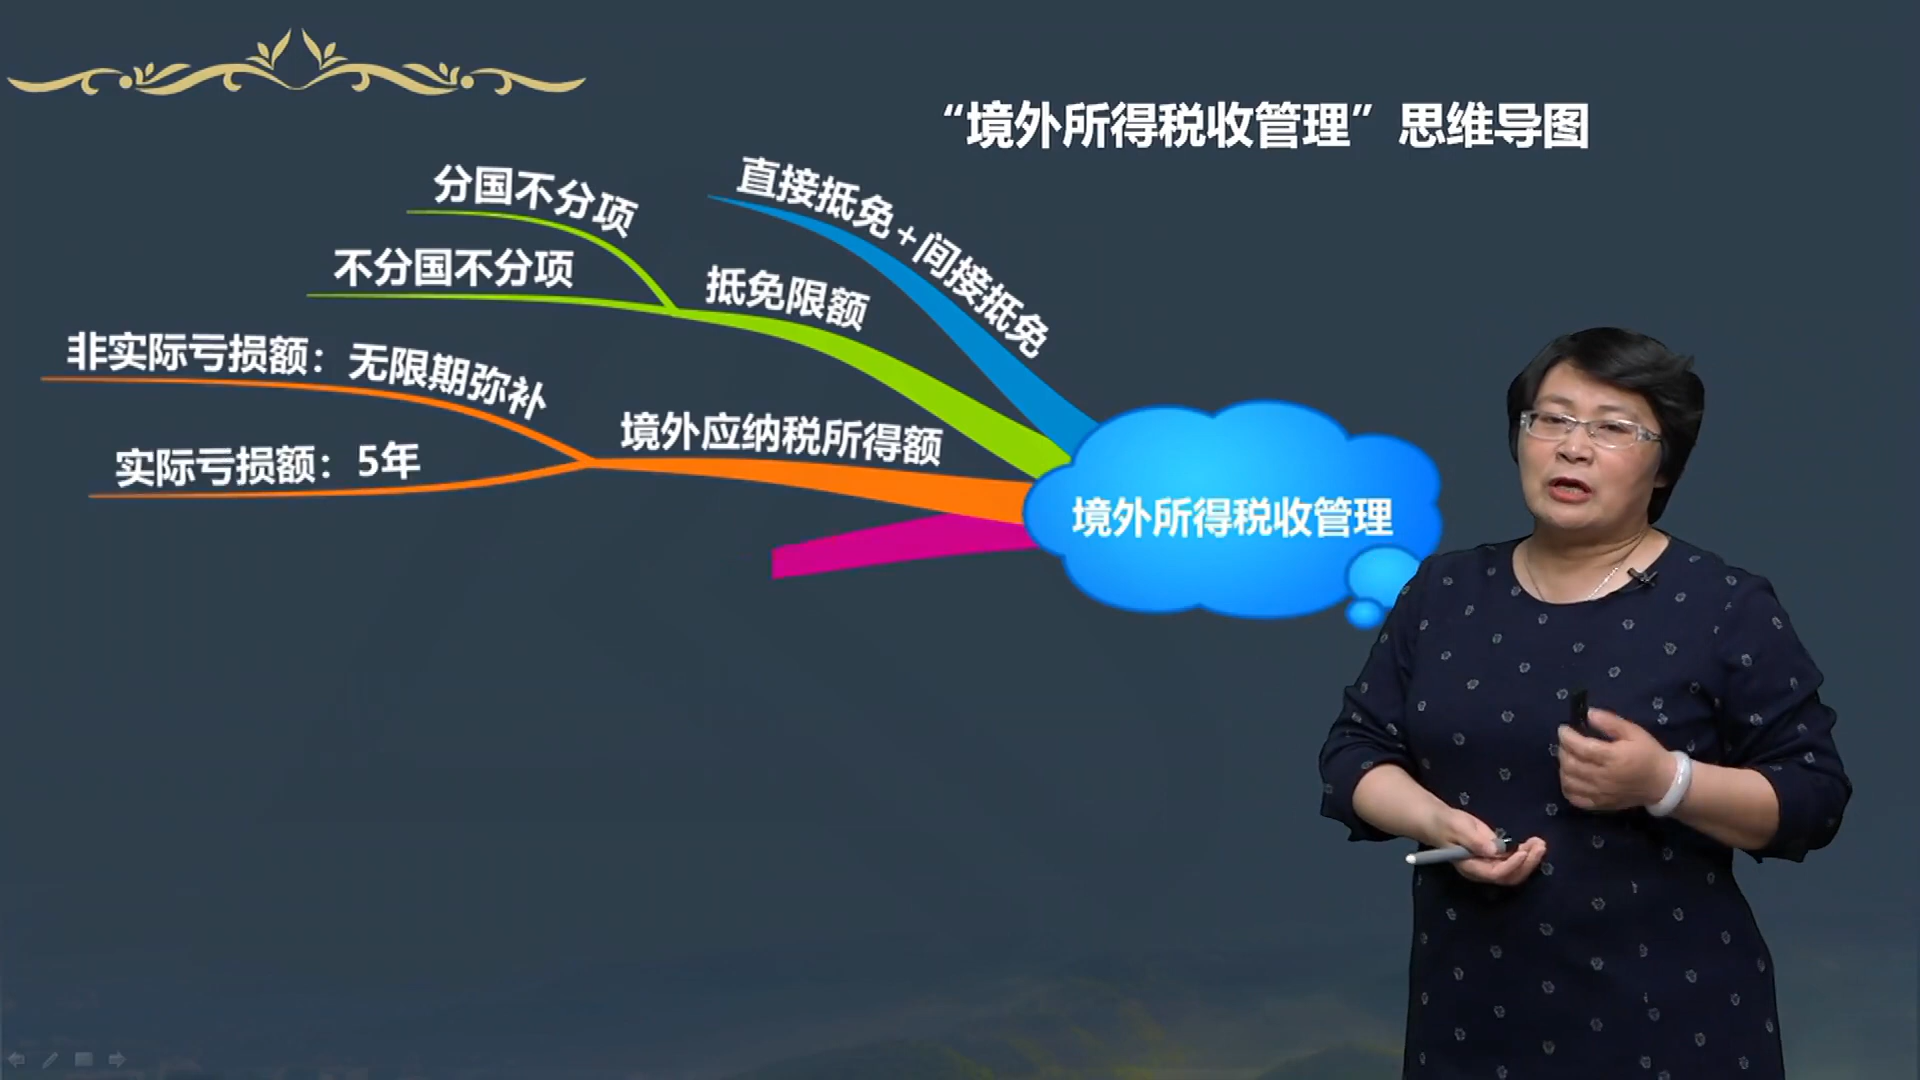 “境外所得税收管理”思维导图
直接抵免+间接抵免
分国不分项
不分国不分项
抵免限额
非实际亏损额：无限期弥补
实际亏损额：5年
境外应纳税所得额
境外所得税收管理